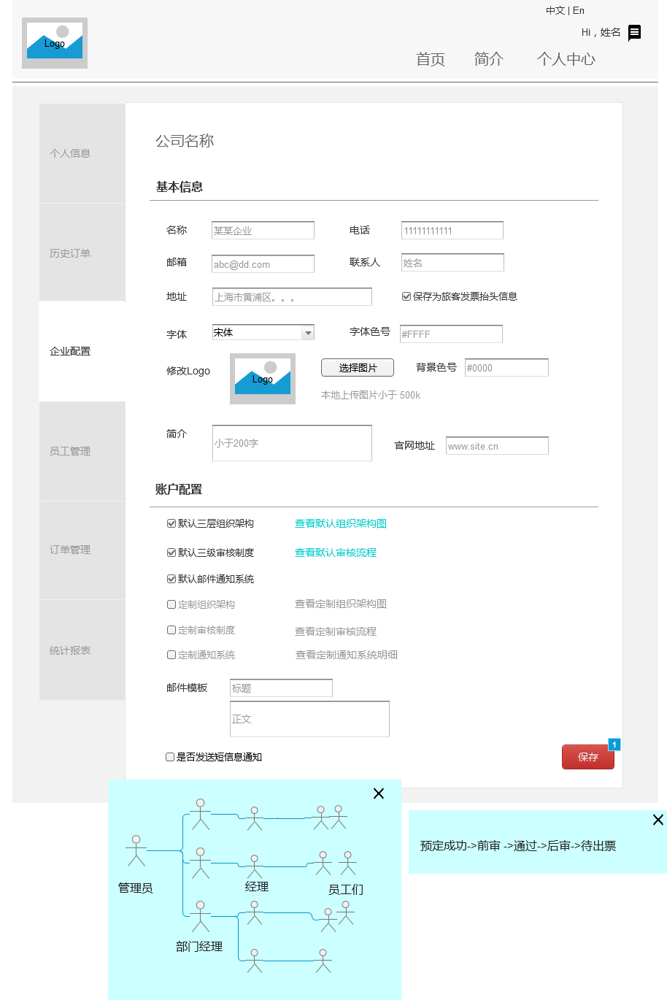 中文 | En
Hi，姓名
Logo
首页 简介 个人中心
个人信息
历史订单
企业配置
员工管理
订单管理
统计报表
公司名称
基本信息
名称 某某企业 电话 11111111111
邮箱 abc@dd.com 联系人 姓名
地址 上海市黄浦区。。。 保存为旅客发票抬头信息
字体 宋体 字体色号 #FFFF
修改Logo Logo 选择图片 背景色号 #0000
本地上传图片小于 500k
简介 小于200字 官网地址 www.site.cn
账户配置
默认三层组织架构 查看默认组织架构图
默认三级审核制度 查看默认审核流程
默认邮件通知系统
定制组织架构 查看定制组织架构图
定制审核制度 查看定制审核流程
定制通知系统 查看定制通知系统明细
邮件模板 标题
正文
是否发送短信息通知 保存 1
管理员 经理 员工们
部门经理
预定成功->前审 ->通过->后审->待出票